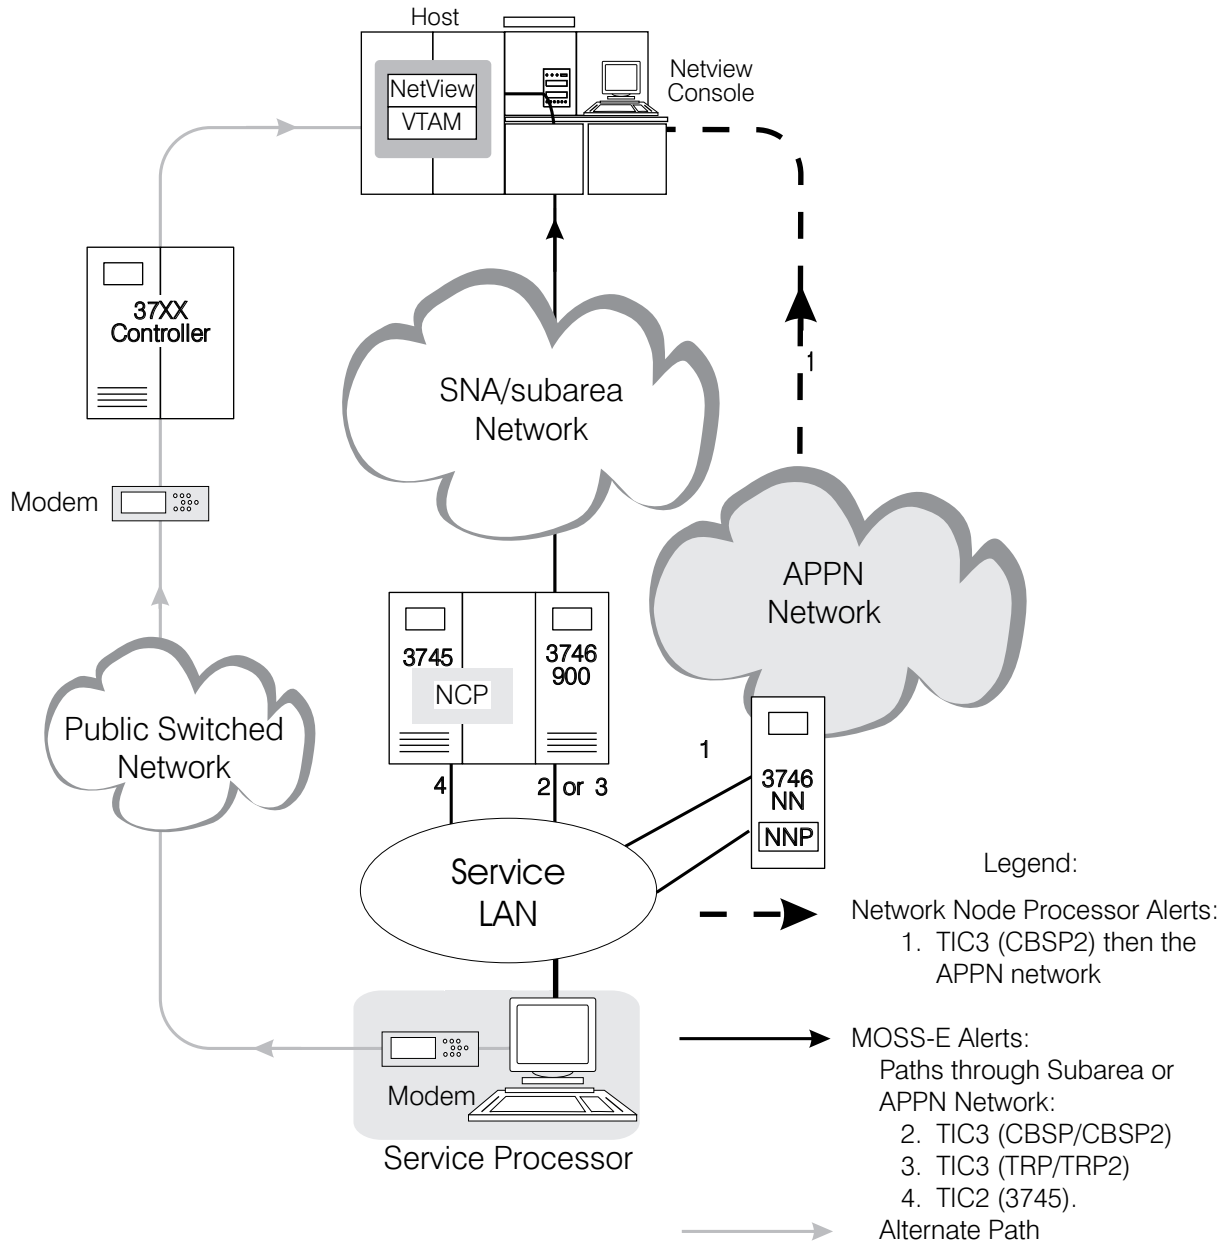 Host
NetView
VTAM
Netview
Console
37XX
Controller
1
SNA/subarea
Network
Modem
APPN
Network
3745
3746
900
NCP
Public Switched
Network
4
2 or 3
1
3746
NN
NNP
Service
LAN
Modem
Service Processor
Legend:
Network Node Processor Alerts:
1. TIC3 (CBSP2) then the
APPN network
MOSS-E Alerts:
Paths through Subarea or
APPN Network:
2. TIC3 (CBSP/CBSP2)
3. TIC3 (TRP/TRP2)
4. TIC2 (3745).
Alternate Path